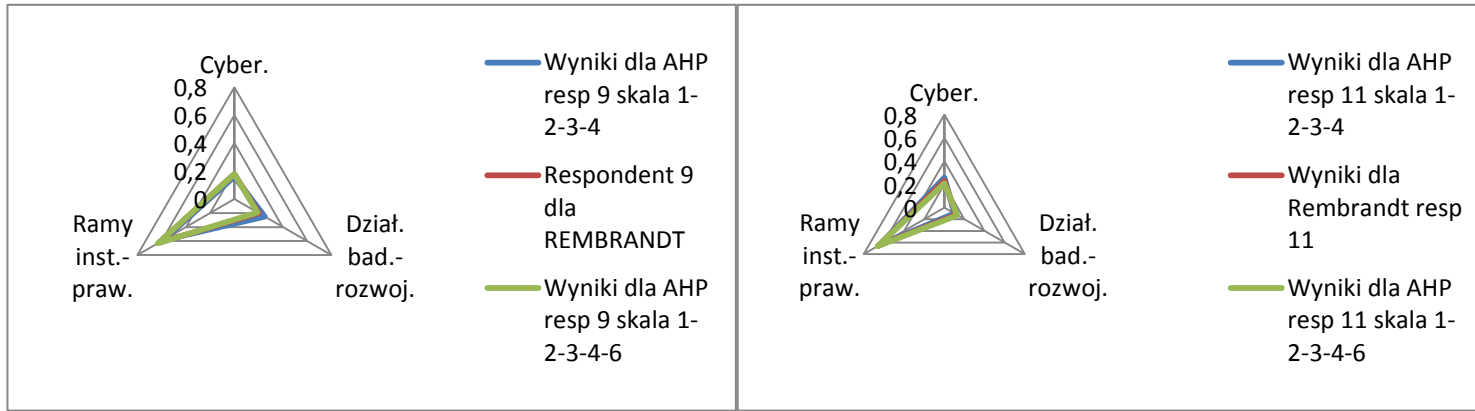 Cyber.
0,8
0,6
0,4
0,2
0
Ramy
inst.-
praw.
Dział.
bad.-
rozwoj.
Wyniki dla AHP
resp 9 skala 1-
2-3-4
Respondent 9
dla
REMBRANDT
Wyniki dla AHP
resp 9 skala 1-
2-3-4-6
Cyber.
0,8
0,6
0,4
0,2
0
Ramy
inst.-
praw.
Dział.
bad.-
rozwoj.
Wyniki dla AHP
resp 11 skala 1-
2-3-4
Wyniki dla
Rembrandt resp
11
Wyniki dla AHP
resp 11 skala 1-
2-3-4-6